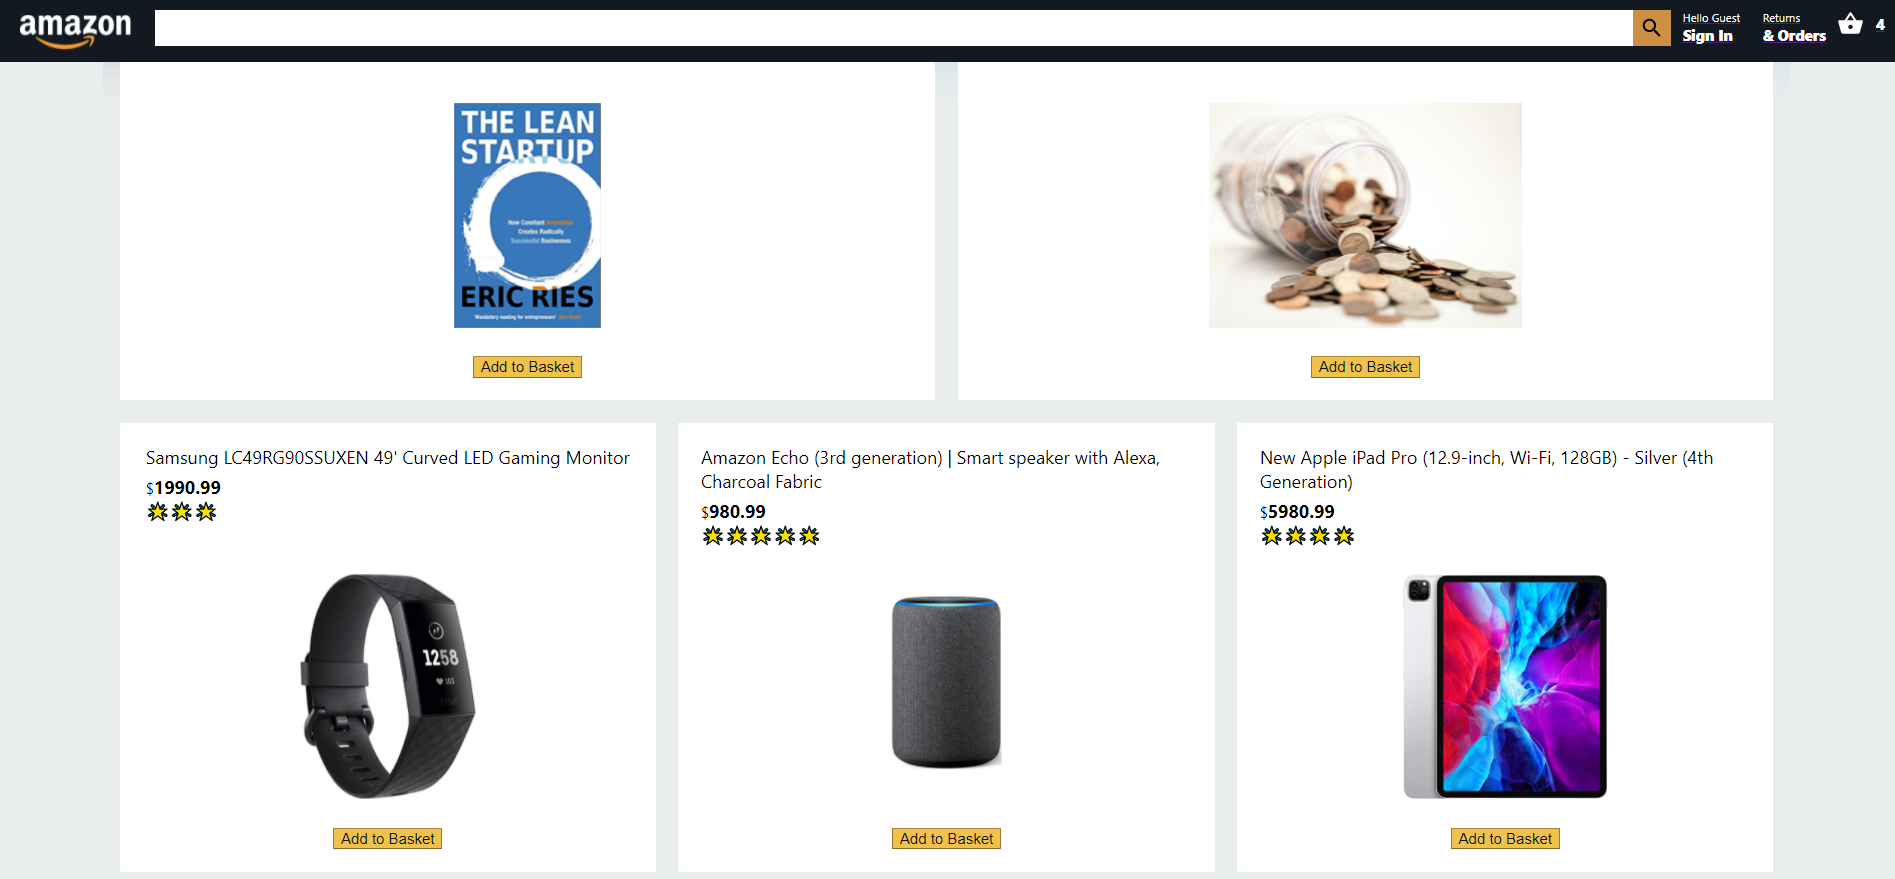 amazon
Hello Guest
Sign In
Returns
& Orders
4
THE LEAN
STARTUP
How Constant Innovation
Creates Radically
Successful Businesses
ERIC RIES
'Mandatory reading for entrepreneurs'
Add to Basket
Add to Basket
Samsung LC49RG90SSUXEN 49' Curved LED Gaming Monitor
$1990.99
1258
103
Add to Basket
Amazon Echo (3rd generation) | Smart speaker with Alexa,
Charcoal Fabric
$980.99
Add to Basket
New Apple iPad Pro (12.9-inch, Wi-Fi, 128GB) - Silver (4th
Generation)
$5980.99
Add to Basket